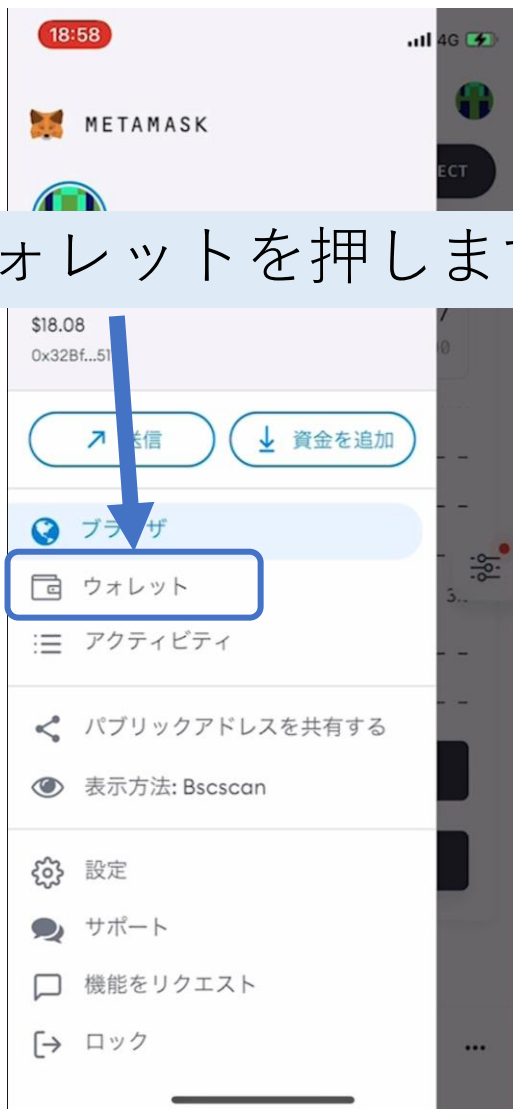 18:58
4G
METAMASK
ECT
ォレットを押しま
$18.08
0x32Bf...51
送信
資金を追加
ブラウザ
ウォレット
アクティビティ
パブリックアドレスを共有する
表示方法: Bscscan
設定
サポート
機能をリクエスト
ロック